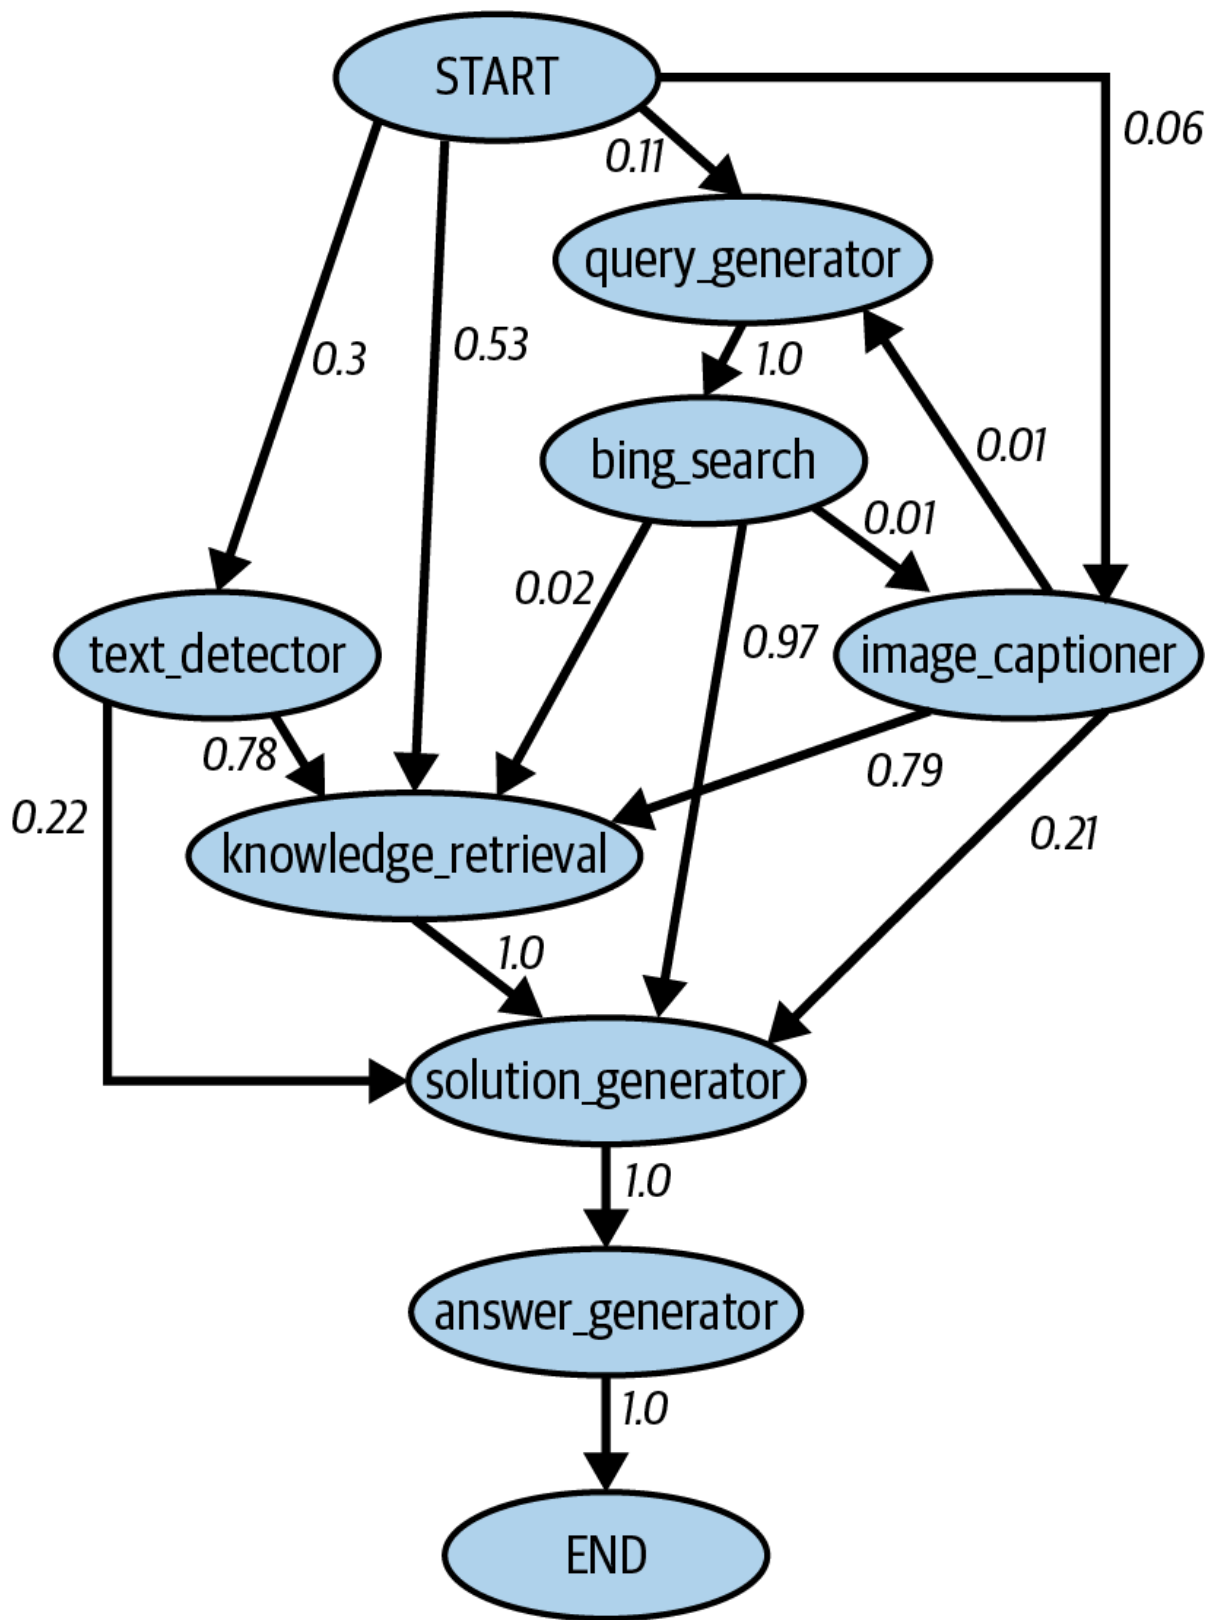 START
0.06
0.11
query_generator
0.3
0.53
1.0
bing_search
0.01
0.01
0.02
0.97
text_detector
image_captioner
0.78
0.79
0.22
0.21
knowledge_retrieval
1.0
solution_generator
1.0
answer_generator
1.0
END